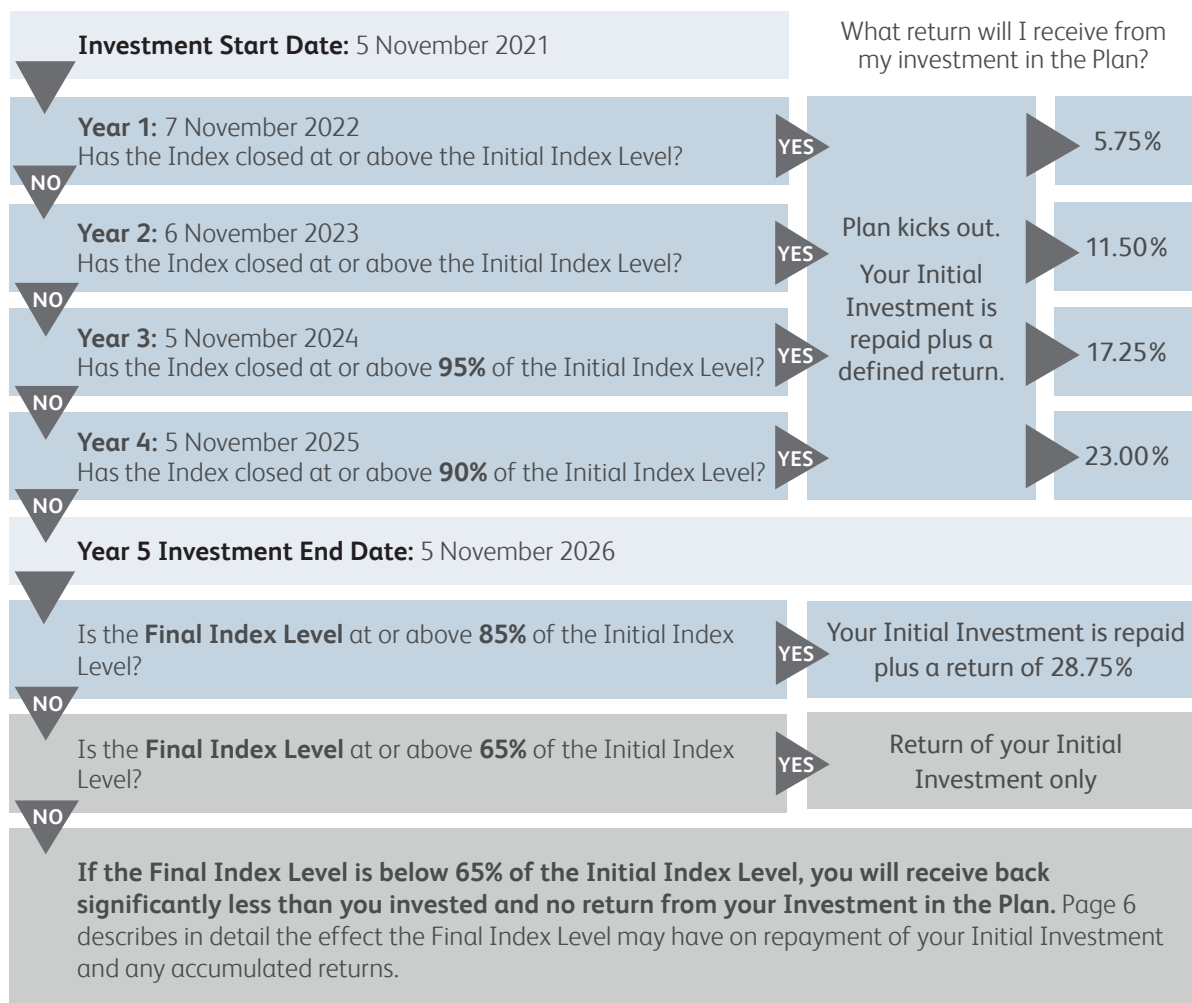 Investment Start Date: 5 November 2021
What return will I receive from
my investment in the Plan?
Year 1: 7 November 2022
Has the Index closed at or above the Initial Index Level?
YES
5.75%
NO
Year 2: 6 November 2023
Has the Index closed at or above the Initial Index Level?
YES
11.50%
NO
Year 3: 5 November 2024
Has the Index closed at or above 95% of the Initial Index Level?
YES
17.25%
NO
Year 4: 5 November 2025
Has the Index closed at or above 90% of the Initial Index Level?
YES
23.00%
Plan kicks out.
Your Initial
Investment is
repaid plus a
defined return.
NO
Year 5 Investment End Date: 5 November 2026
Is the Final Index Level at or above 85% of the Initial Index
Level?
YES
Your Initial Investment is repaid
plus a return of 28.75%
NO
Is the Final Index Level at or above 65% of the Initial Index
Level?
YES
Return of your Initial
Investment only
NO
If the Final Index Level is below 65% of the Initial Index Level, you will receive back
significantly less than you invested and no return from your Investment in the Plan. Page 6
describes in detail the effect the Final Index Level may have on repayment of your Initial Investment
and any accumulated returns.